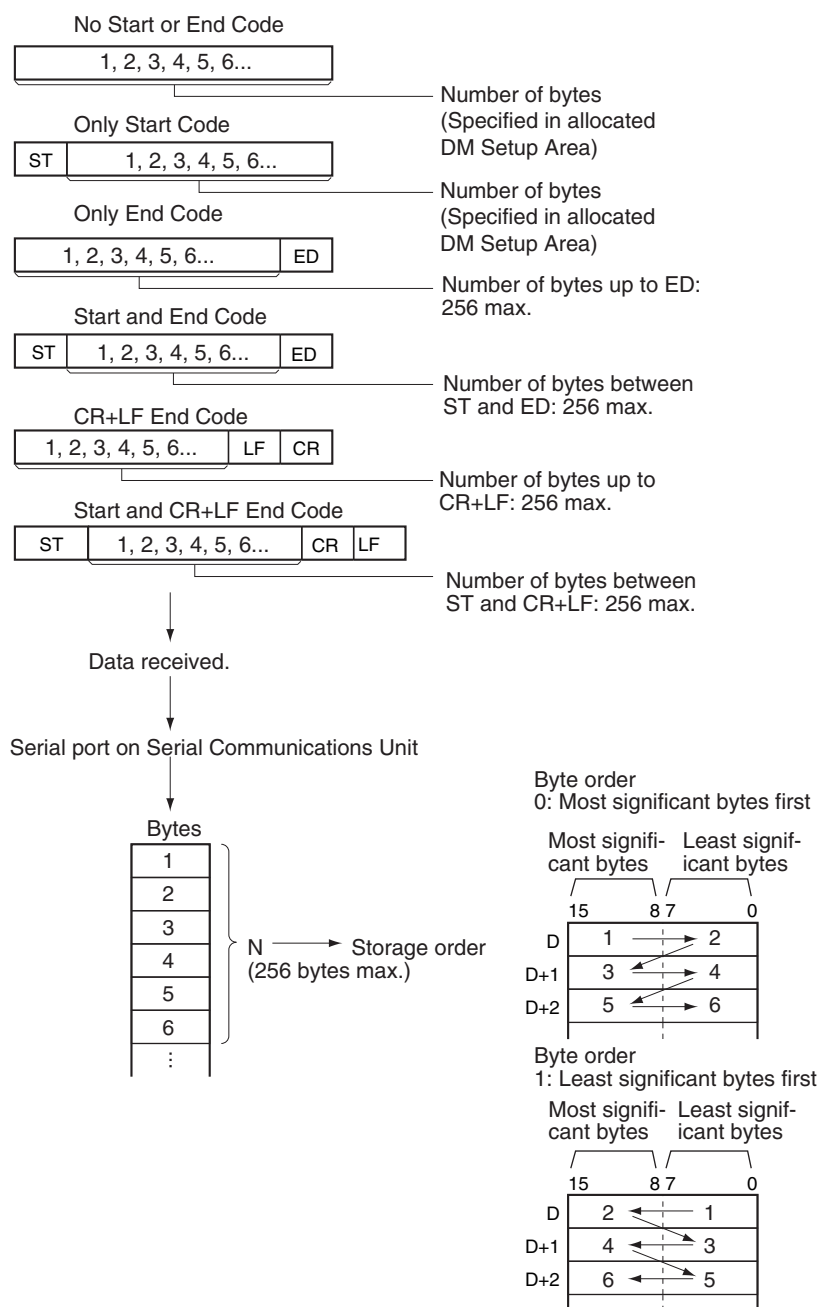 No Start or End Code
1, 2, 3, 4, 5, 6...
Number of bytes
(Specified in allocated
DM Setup Area)
Only Start Code
ST 1, 2, 3, 4, 5, 6...
Number of bytes
(Specified in allocated
DM Setup Area)
Only End Code
1, 2, 3, 4, 5, 6... ED
Number of bytes up to ED:
256 max.
Start and End Code
ST 1, 2, 3, 4, 5, 6... ED
Number of bytes between
ST and ED: 256 max.
CR+LF End Code
1, 2, 3, 4, 5, 6... LF CR
Number of bytes up to
CR+LF: 256 max.
Start and CR+LF End Code
ST 1, 2, 3, 4, 5, 6... CR LF
Number of bytes between
ST and CR+LF: 256 max.
Data received.
Serial port on Serial Communications Unit
Bytes
1
2
3
4
5
6
⋮
N
(256 bytes max.)
Storage order
Byte order
0: Most significant bytes first
Most signifi-
cant bytes
Least signif-
icant bytes
15 8 7 0
D 1 2
D+1 3 4
D+2 5 6
Byte order
1: Least significant bytes first
Most signifi-
cant bytes
Least signif-
icant bytes
15 8 7 0
D 2 1
D+1 4 3
D+2 6 5